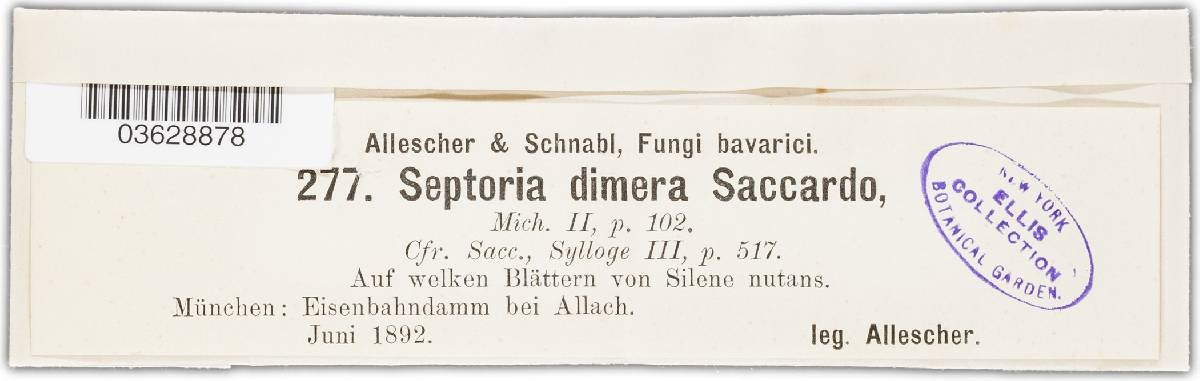 03628878
Allescher & Schnabl, Fungi bavarici.
277. Septoria dimera Saccardo,
Mich. II, p. 102.
Cfr. Sacc., Sylloge III, p. 517.
Auf welken Blättern von Silene nutans.
München: Eisenbahndamm bei Allach.
Juni 1892.
leg. Allescher.
NEW YORK
ELLIS
COLLECTION
BOTANICAL GARDEN.